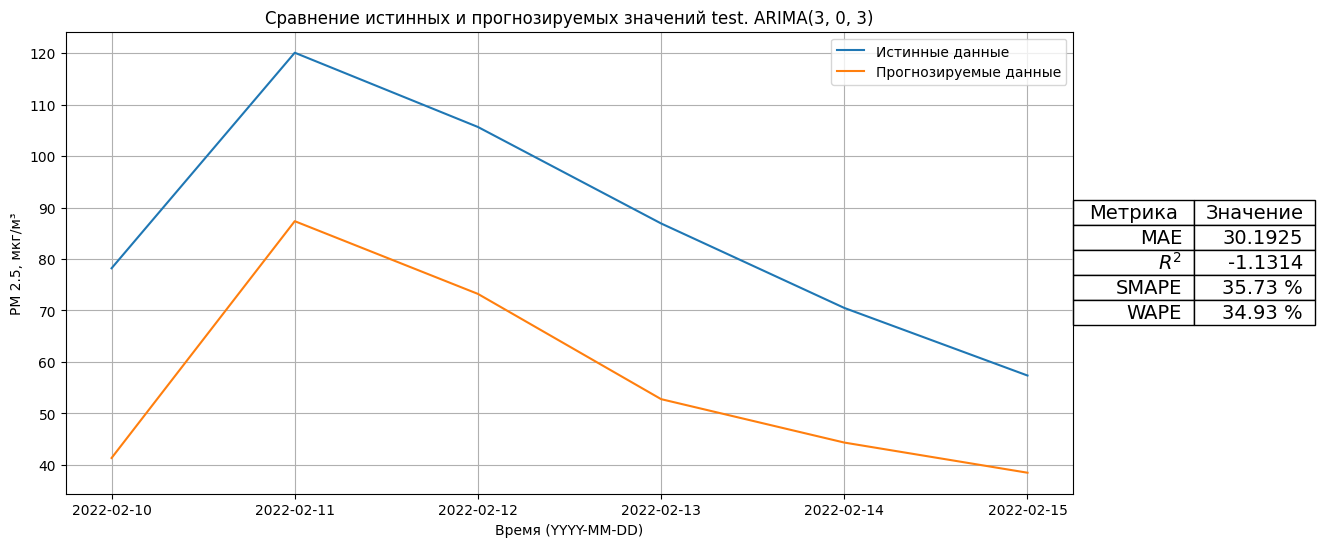 Сравнение истинных и прогнозируемых значений test. ARIMA(3, 0, 3)
Истинные данные
Прогнозируемые данные
120
110
100
90
80
70
60
50
40
PM 2.5, мкг/м³
2022-02-10 2022-02-11 2022-02-12 2022-02-13 2022-02-14 2022-02-15
Время (YYYY-MM-DD)
Метрика Значение
MAE 30.1925
R² -1.1314
SMAPE 35.73 %
WAPE 34.93 %